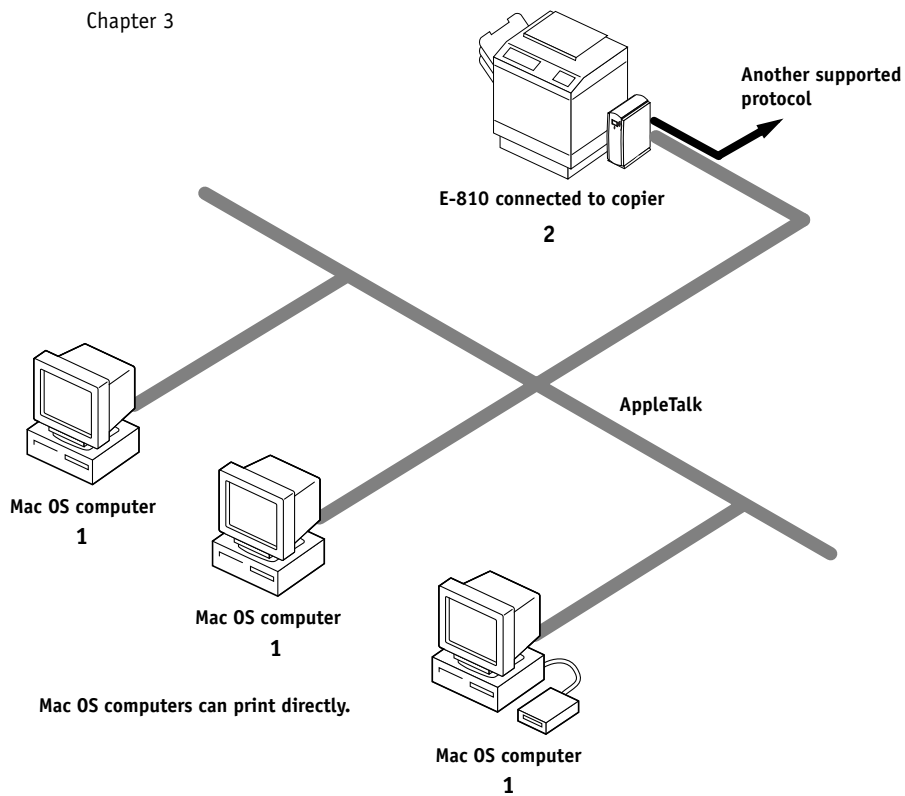 Chapter 3
Another supported
protocol
E-810 connected to copier
2
AppleTalk
Mac OS computer
1
Mac OS computer
1
Mac OS computers can print directly.
Mac OS computer
1